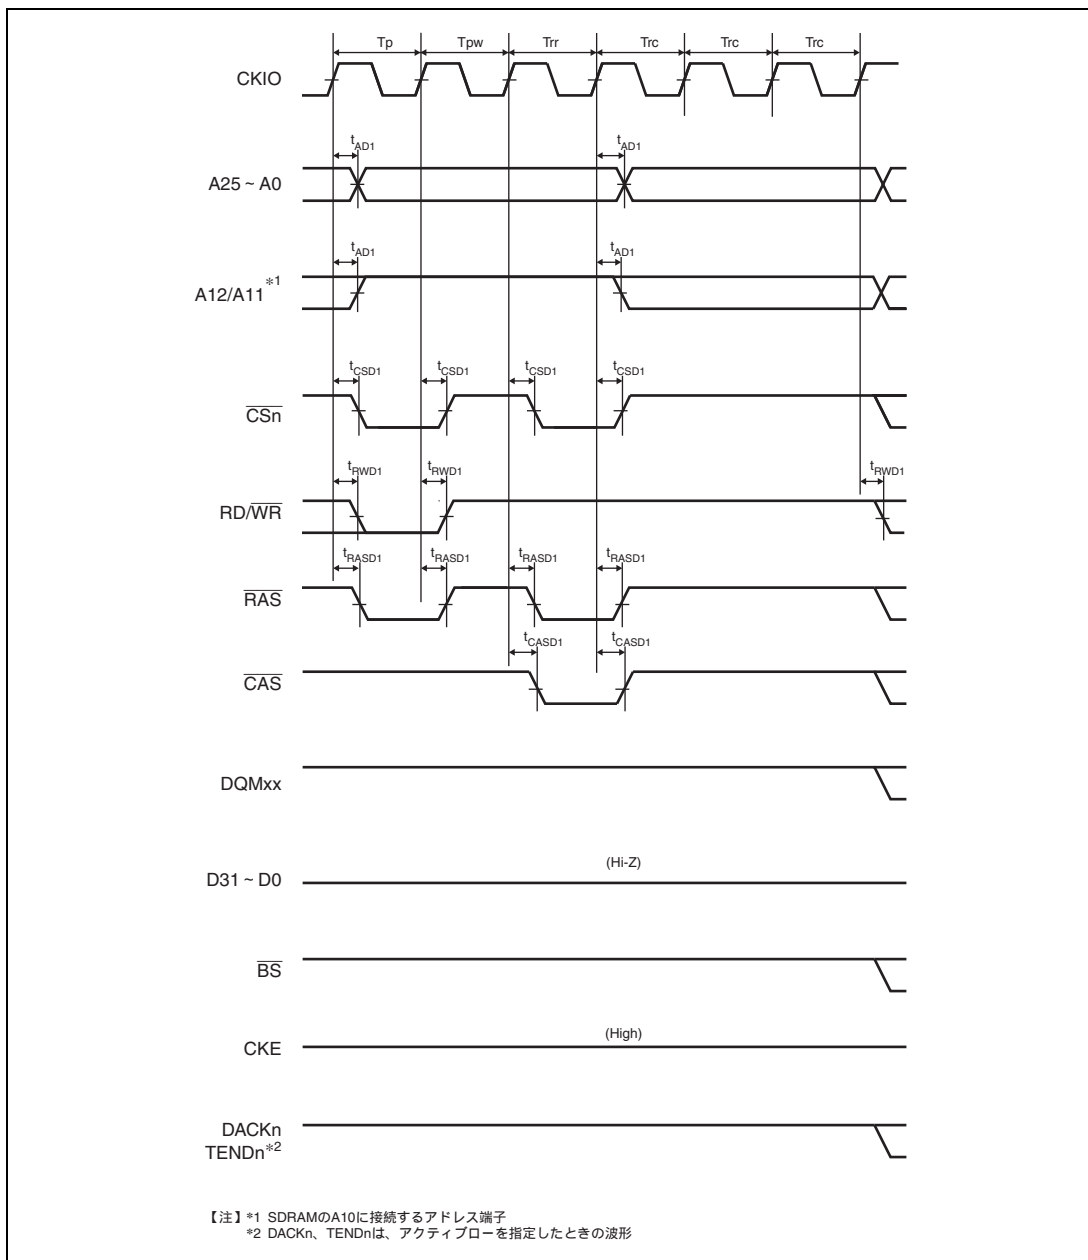 Tp Tpw Trr Trc Trc Trc
CKIO
tAD1 tAD1
A25 ~ A0
tAD1 tAD1
A12/A11*1
tCSD1 tCSD1 tCSD1 tCSD1
CSn
tRWD1 tRWD1 tRWD1
RD/WR
tRASD1 tRASD1 tRASD1 tRASD1
RAS
tCASD1 tCASD1
CAS
DQMxx
(Hi-Z)
D31 ~ D0
BS
(High)
CKE
DACKn
TENDn*2
【注】*1 SDRAMのA10に接続するアドレス端子
*2 DACKn、TENDnは、アクティブローを指定したときの波形